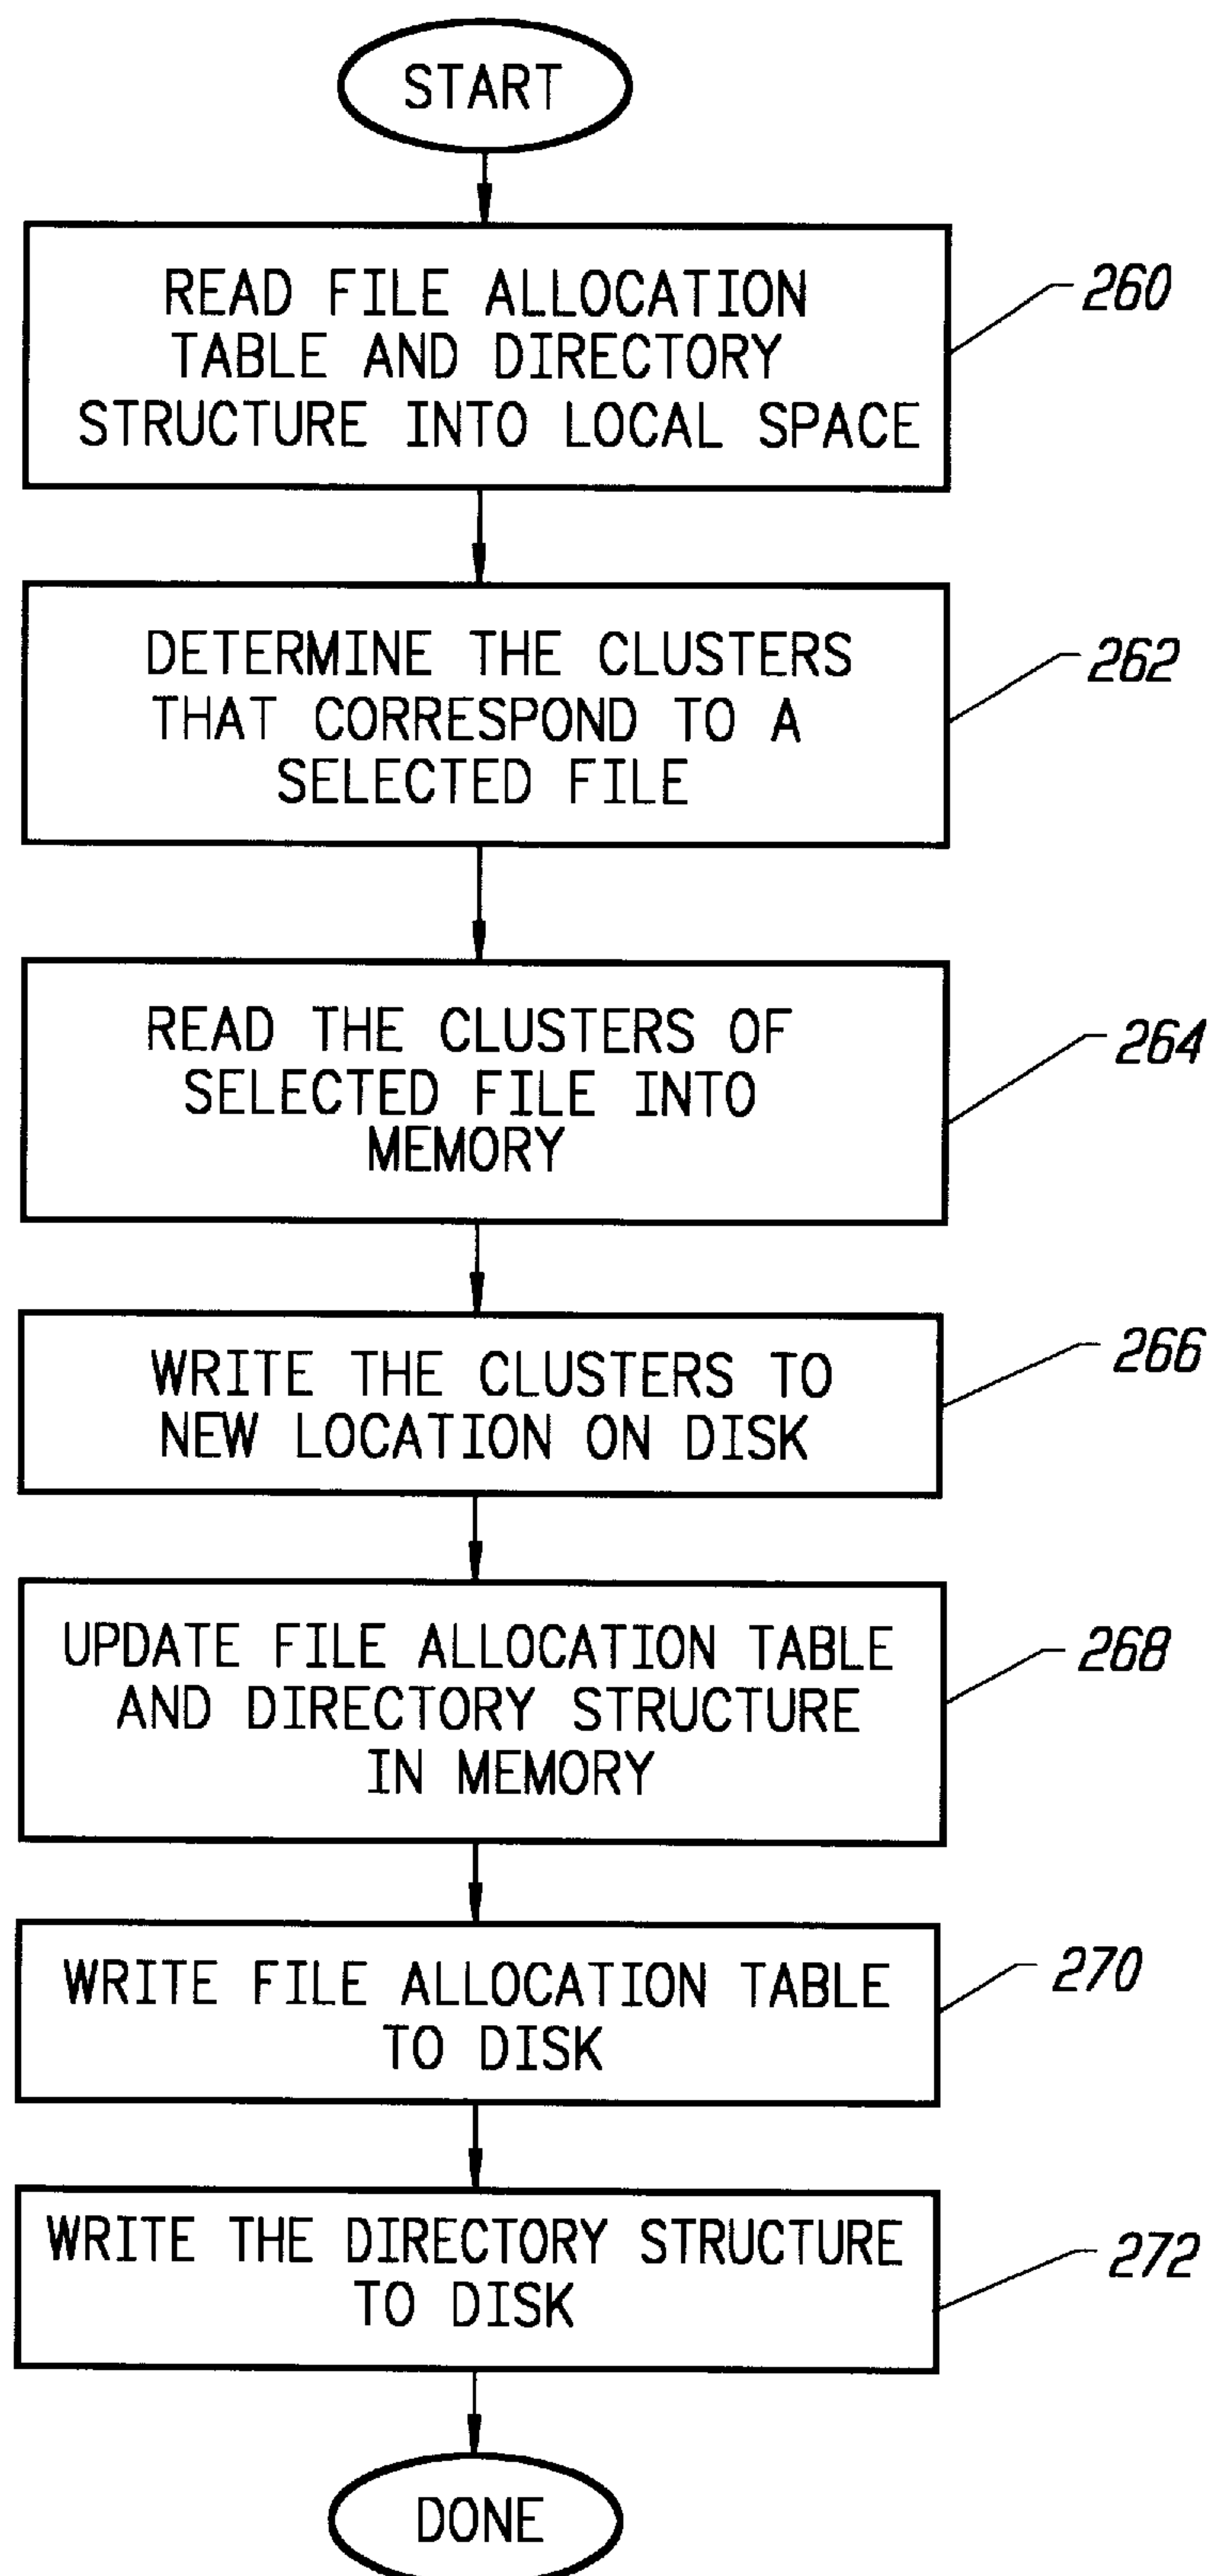 START
READ FILE ALLOCATION
TABLE AND DIRECTORY
STRUCTURE INTO LOCAL SPACE
260
DETERMINE THE CLUSTERS
THAT CORRESPOND TO A
SELECTED FILE
262
READ THE CLUSTERS OF
SELECTED FILE INTO
MEMORY
264
WRITE THE CLUSTERS TO
NEW LOCATION ON DISK
266
UPDATE FILE ALLOCATION TABLE
AND DIRECTORY STRUCTURE
IN MEMORY
268
WRITE FILE ALLOCATION TABLE
TO DISK
270
WRITE THE DIRECTORY STRUCTURE
TO DISK
272
DONE